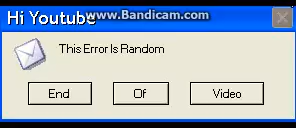 Hi Youtube
www.Bandicam.com
This Error Is Random
End
Of
Video